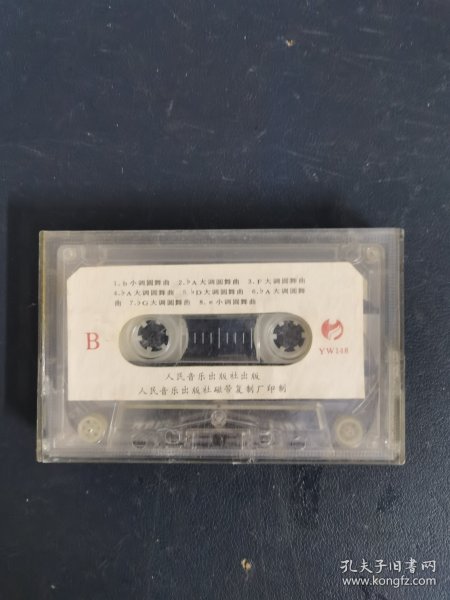 1.b小调圆舞曲 2.♭A大调圆舞曲 3.F大调圆舞曲
4.♭A大调圆舞曲 5.♭D大调圆舞曲 6.♭A大调圆舞
曲 7.♭G大调圆舞曲 8.e小调圆舞曲
B
YW148
人民音乐出版社出版
人民音乐出版社磁带复制厂印制
孔夫子旧书网
www.kongfz.com